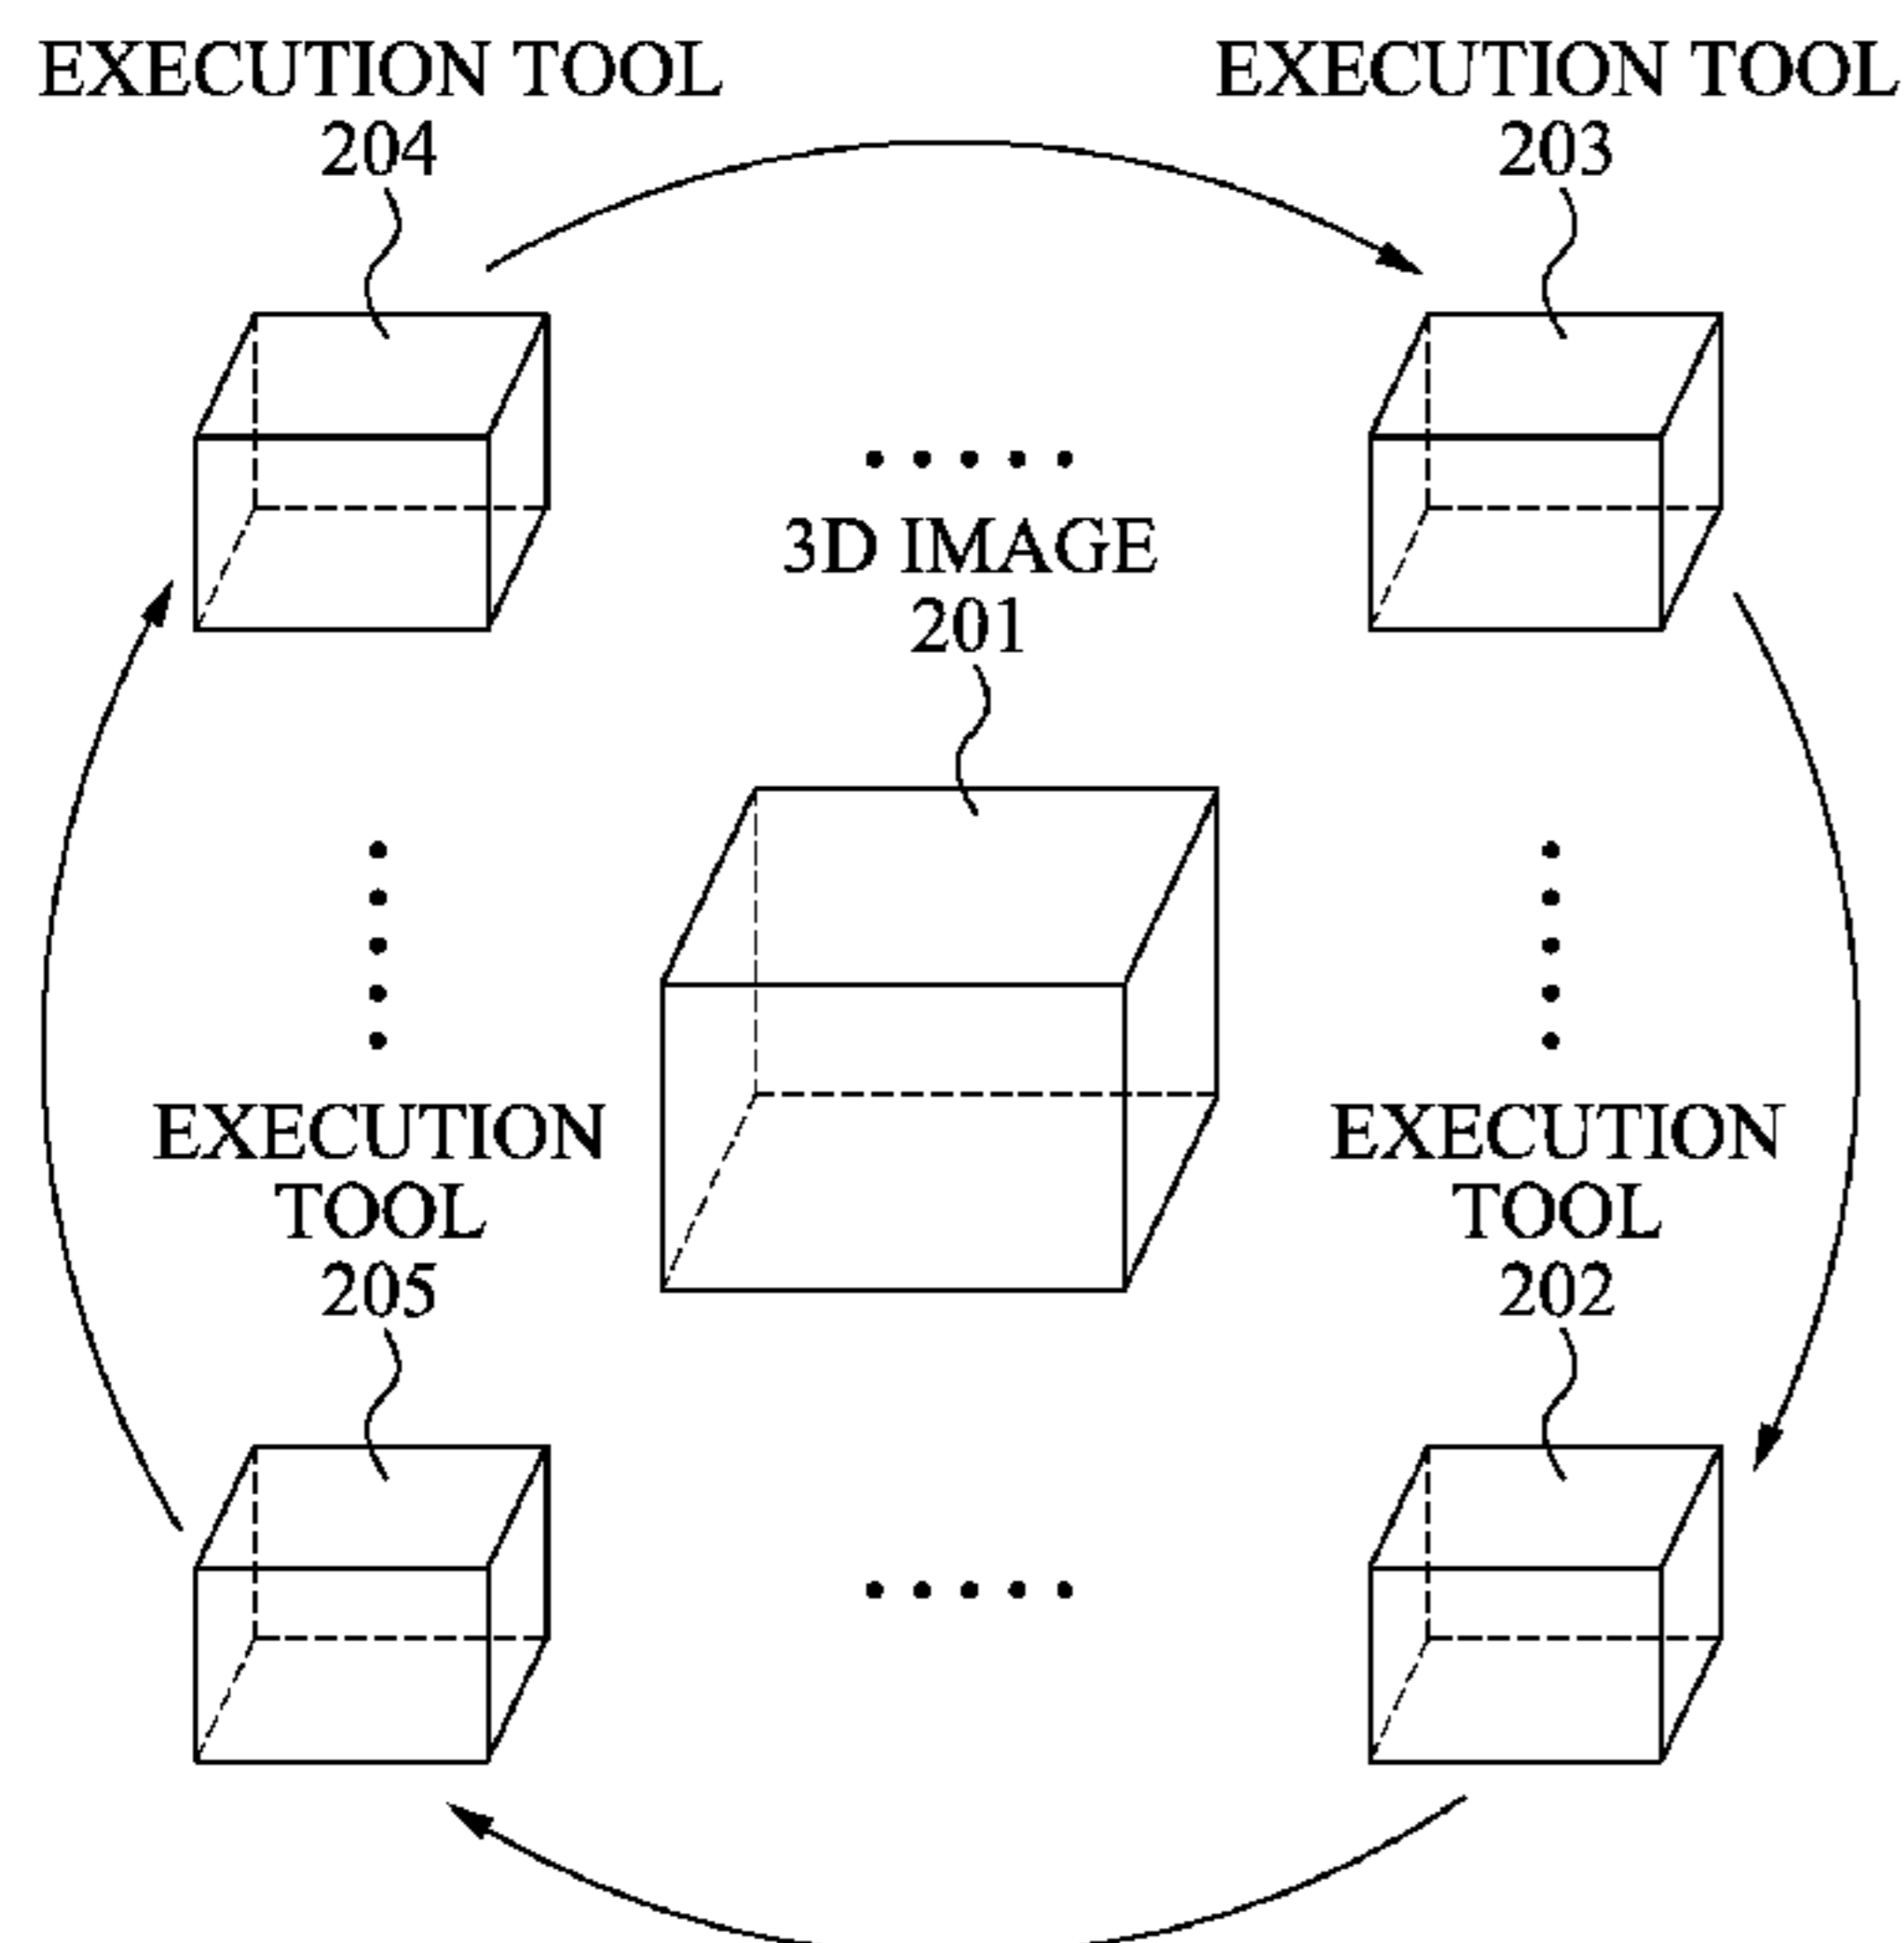 EXECUTION TOOL
204
EXECUTION TOOL
203
3D IMAGE
201
EXECUTION
TOOL
205
EXECUTION
TOOL
202